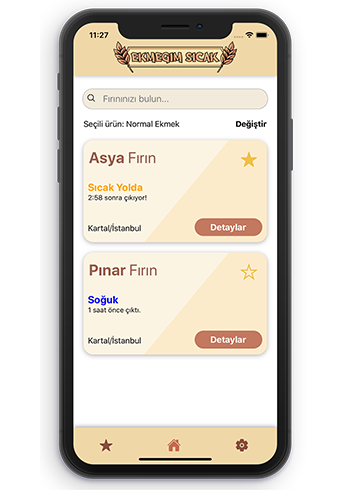 11:27
EKMEĞİM SICAK
Fırınınızı bulun...
Seçili ürün: Normal Ekmek Değiştir
Asya Fırın
Sıcak Yolda
2:58 sonra çıkıyor!
Kartal/İstanbul Detaylar
Pınar Fırın
Soğuk
1 saat önce çıktı.
Kartal/İstanbul Detaylar